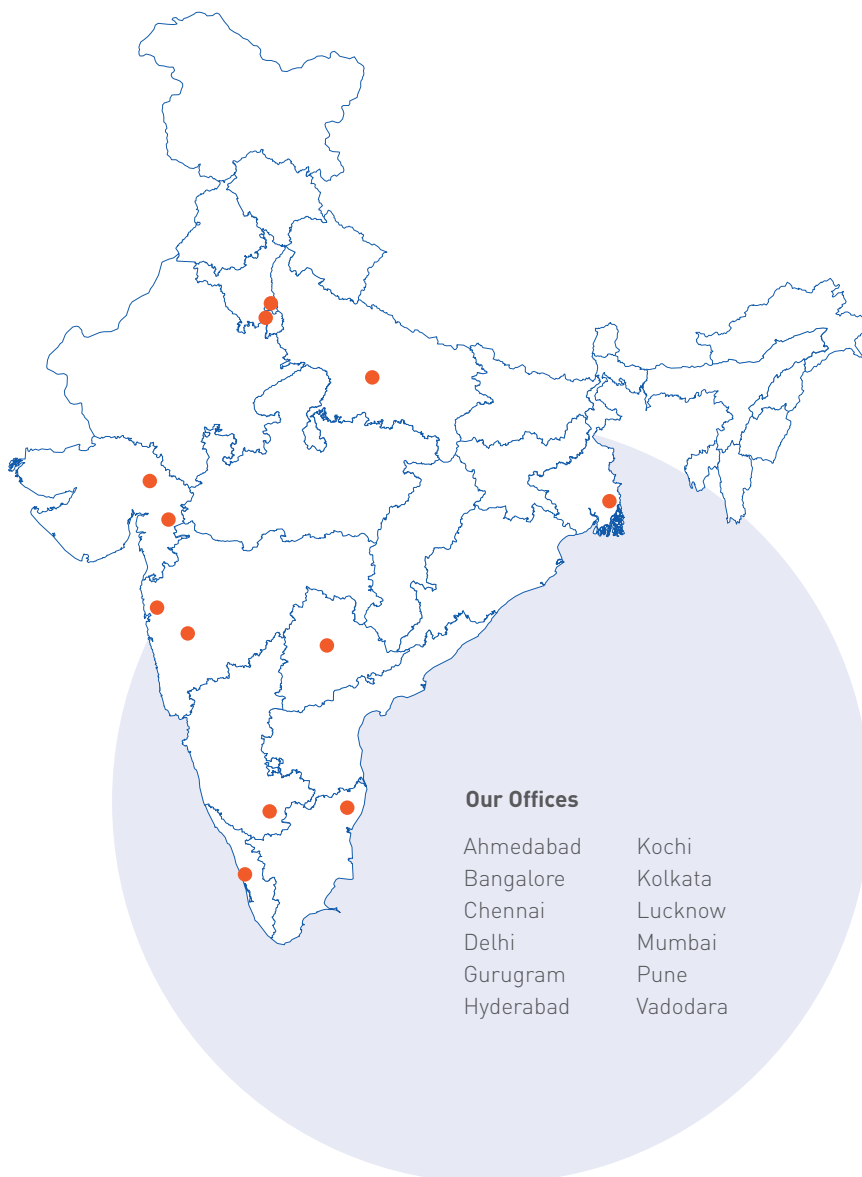 Our Offices
Ahmedabad
Bangalore
Chennai
Delhi
Gurugram
Hyderabad
Kochi
Kolkata
Lucknow
Mumbai
Pune
Vadodara